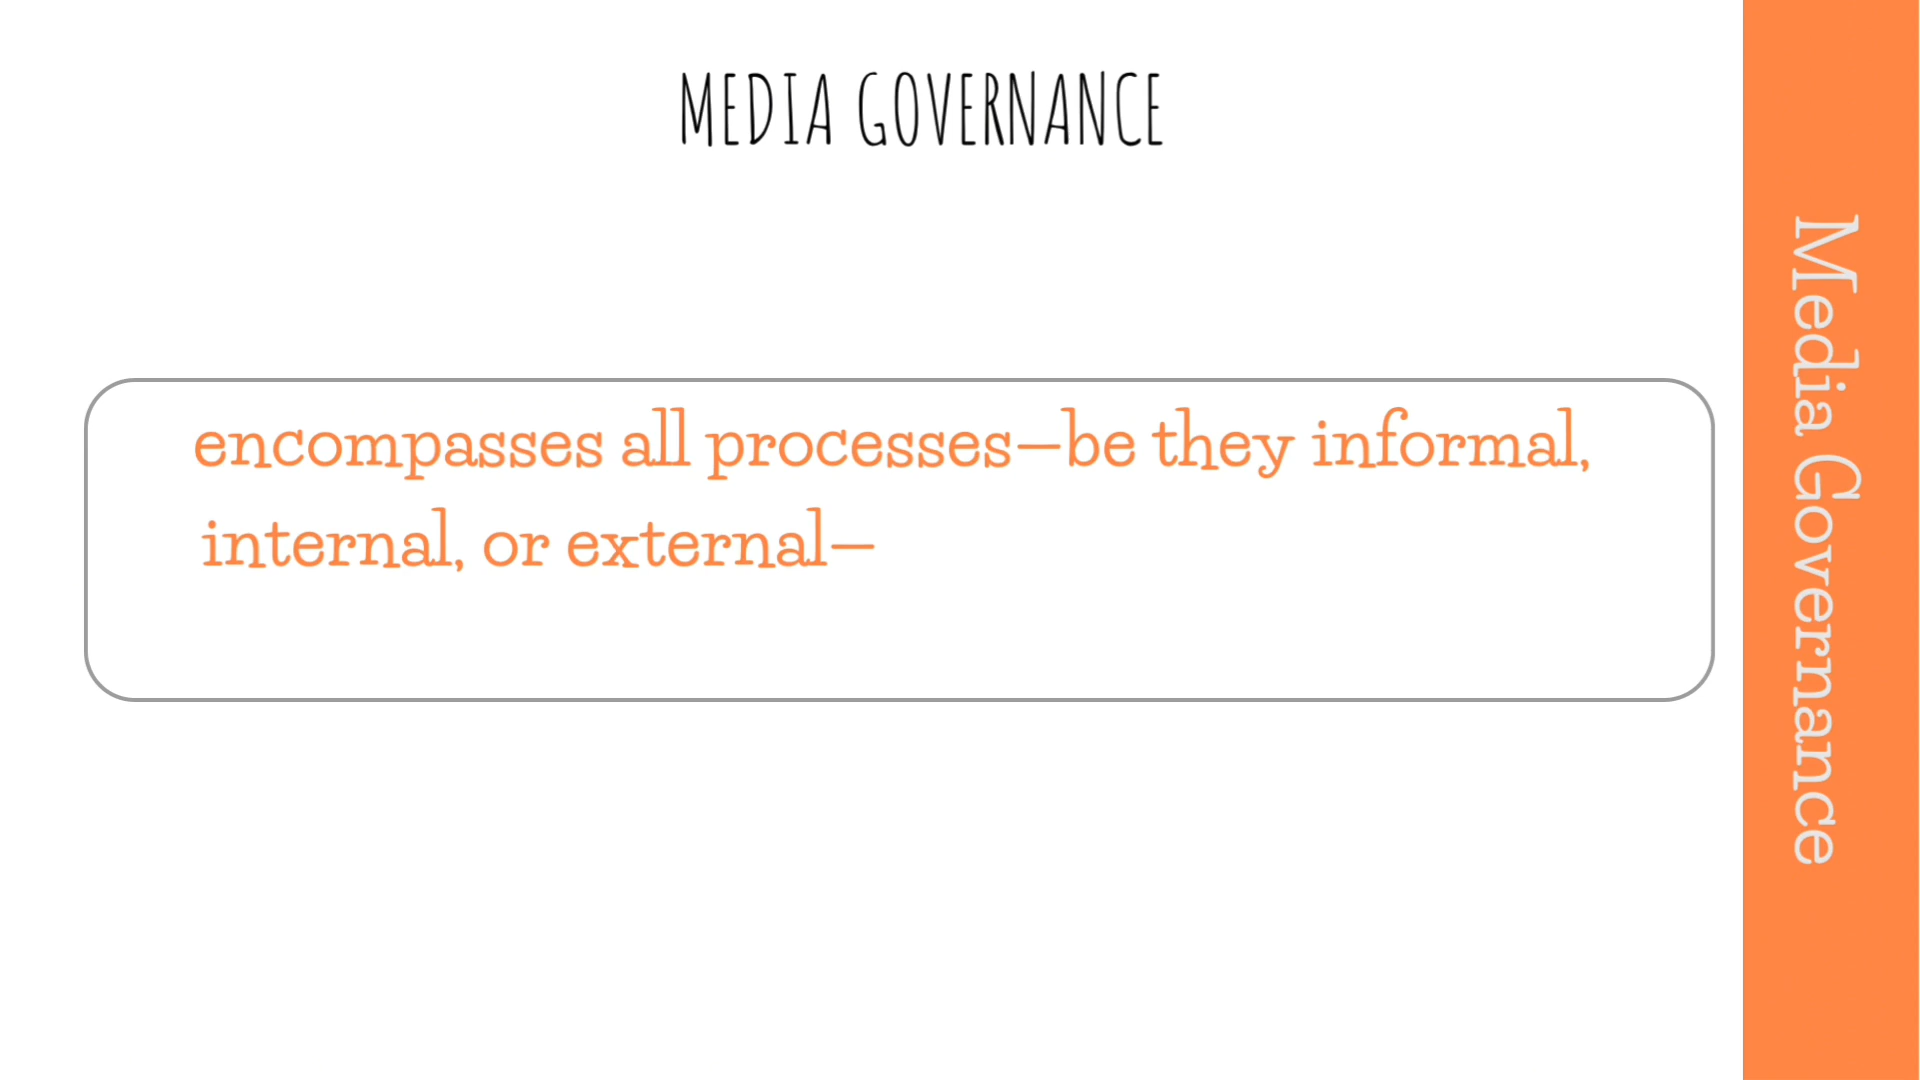 MEDIA GOVERNANCE
encompasses all processes—be they informal,
internal, or external—
Media Governance